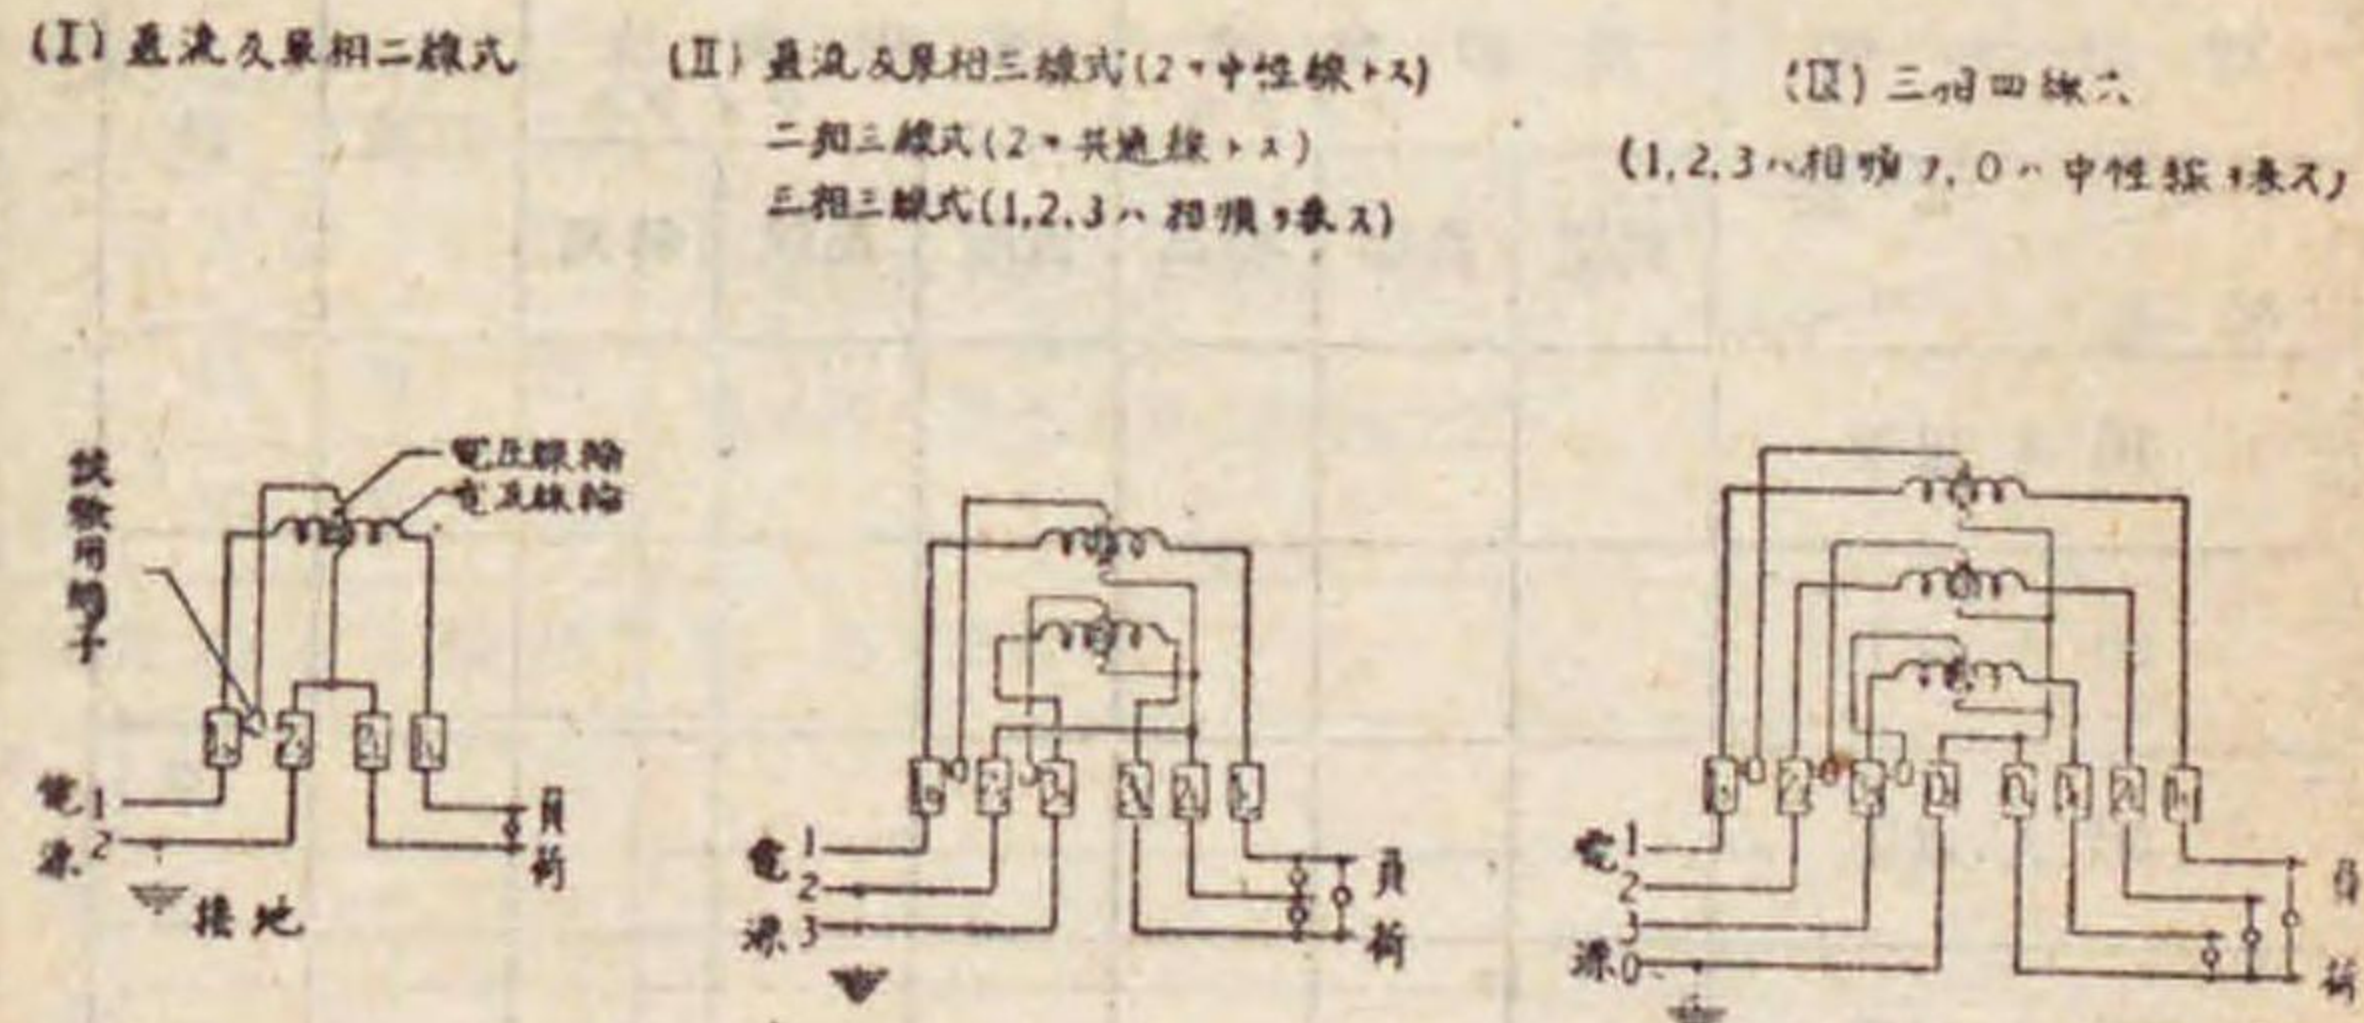 (I) 直流及單相二線式
(II) 直流及單相三線式(2ヲ中性線トス)
二相三線式(2ヲ共通線トス)
三相三線式(1,2,3ハ相順ヲ表ス)
三相四線式
(1,2,3ハ相順ヲ,0ハ中性線ヲ表ス)
試驗用端子
電圧線輪
電流線輪
電源
1
2
接地
負荷
電源
1
2
3
負荷
電源
1
2
3
0
負荷